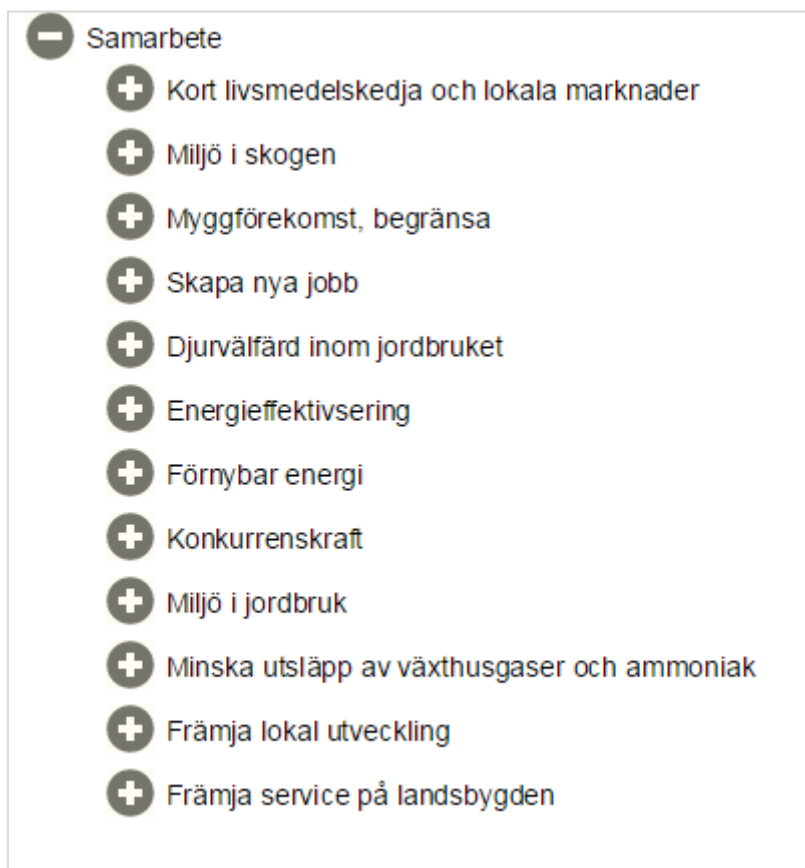 Samarbete
Kort livsmedelskedja och lokala marknader
Miljö i skogen
Myggförekomst, begränsa
Skapa nya jobb
Djurvälfärd inom jordbruket
Energieffektivsering
Förnybar energi
Konkurrenskraft
Miljö i jordbruk
Minska utsläpp av växthusgaser och ammoniak
Främja lokal utveckling
Främja service på landsbygden